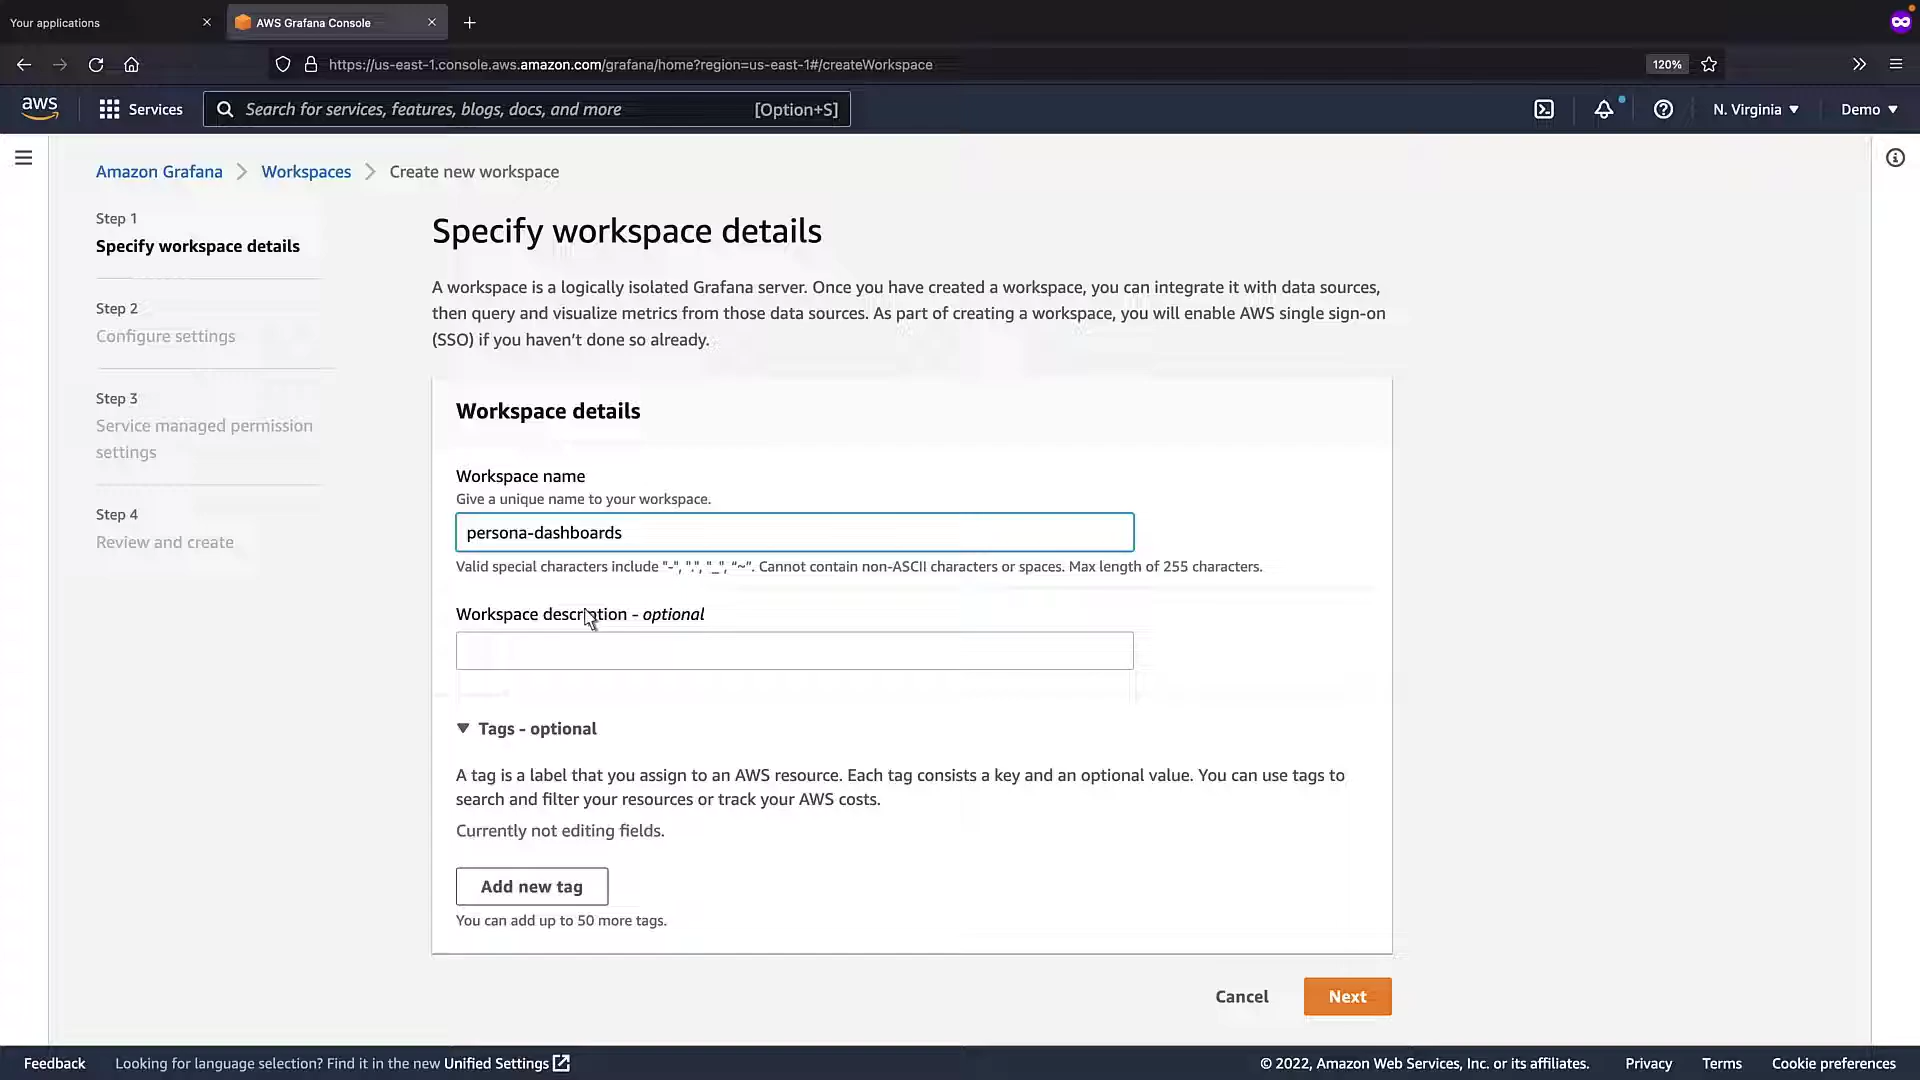 Your applications
AWS Grafana Console
https://us-east-1.console.aws.amazon.com/grafana/home?region=us-east-1#/createWorkspace
120%
aws
Services
Search for services, features, blogs, docs, and more
[Option+S]
N. Virginia
Demo
Amazon Grafana
Workspaces
Create new workspace
Step 1
Specify workspace details
Step 2
Configure settings
Step 3
Service managed permission
settings
Step 4
Review and create
Specify workspace details
A workspace is a logically isolated Grafana server. Once you have created a workspace, you can integrate it with data sources,
then query and visualize metrics from those data sources. As part of creating a workspace, you will enable AWS single sign-on
(SSO) if you haven’t done so already.
Workspace details
Workspace name
Give a unique name to your workspace.
persona-dashboards
Valid special characters include "-", ".", "_", “~”. Cannot contain non-ASCII characters or spaces. Max length of 255 characters.
Workspace description - optional
Tags - optional
A tag is a label that you assign to an AWS resource. Each tag consists a key and an optional value. You can use tags to
search and filter your resources or track your AWS costs.
Currently not editing fields.
Add new tag
You can add up to 50 more tags.
Cancel
Next
Feedback
Looking for language selection? Find it in the new Unified Settings
© 2022, Amazon Web Services, Inc. or its affiliates.
Privacy
Terms
Cookie preferences